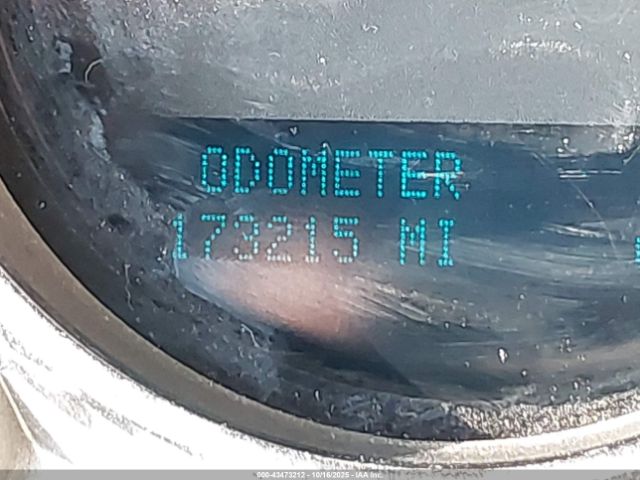 ODOMETER
173215 MI
000-43473212 | 10/16/2025 | IAA Inc.